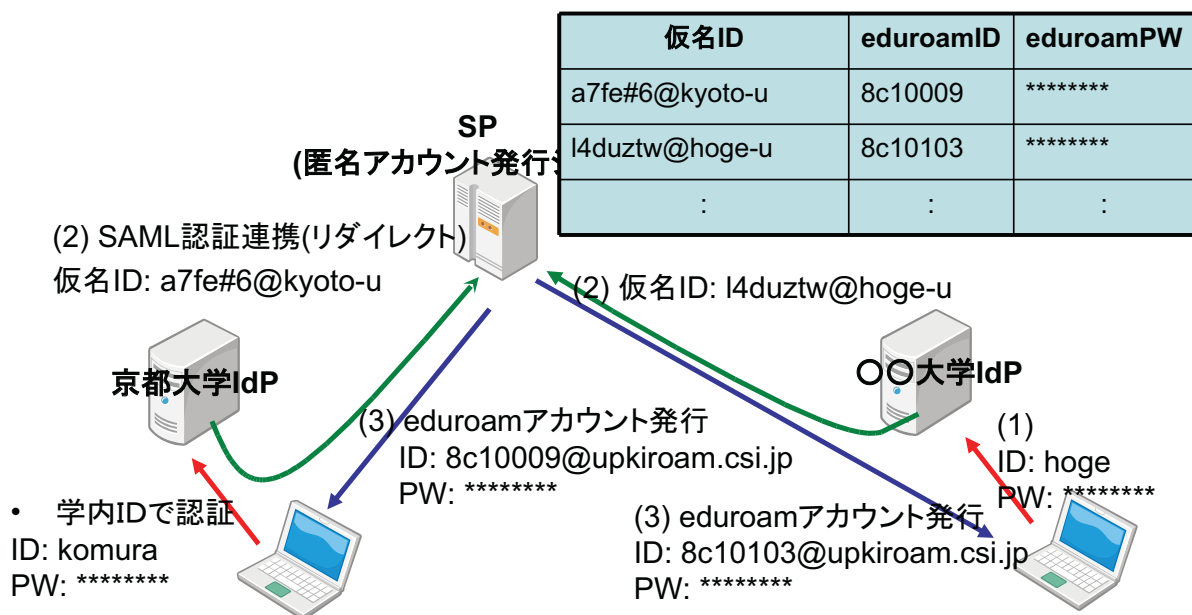 仮名ID eduroamID eduroamPW
a7fe#6@kyoto-u 8c10009 ********
l4duztw@hoge-u 8c10103 ********
: : :
SP
(匿名アカウント発行
(2) SAML認証連携(リダイレクト)
仮名ID: a7fe#6@kyoto-u
(2) 仮名ID: l4duztw@hoge-u
京都大学IdP
〇〇大学IdP
(3) eduroamアカウント発行
ID: 8c10009@upkiroam.csi.jp
PW: ********
(1)
ID: hoge
PW: ********
• 学内IDで認証
ID: komura
PW: ********
(3) eduroamアカウント発行
ID: 8c10103@upkiroam.csi.jp
PW: ********